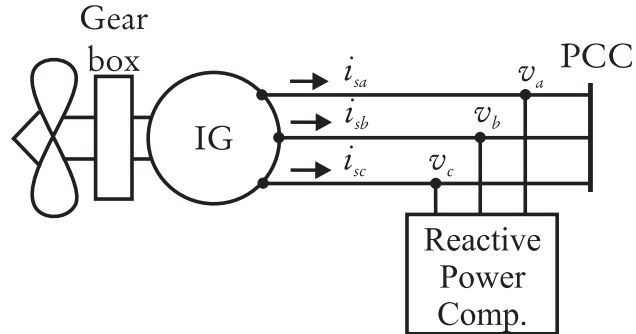 Gear
box
PCC
i_sa
v_a
i_sb
v_b
IG
i_sc
v_c
Reactive
Power
Comp.